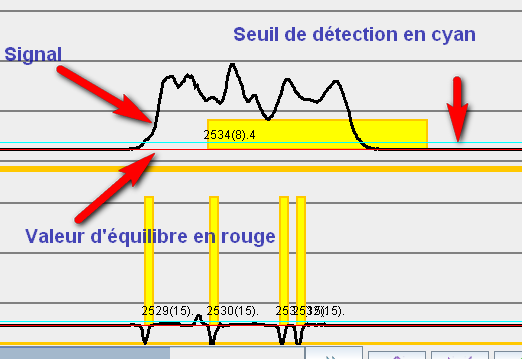 Seuil de détection en cyan
Signal
2534(8).4
Valeur d'équilibre en rouge
2529(15). 2530(15).